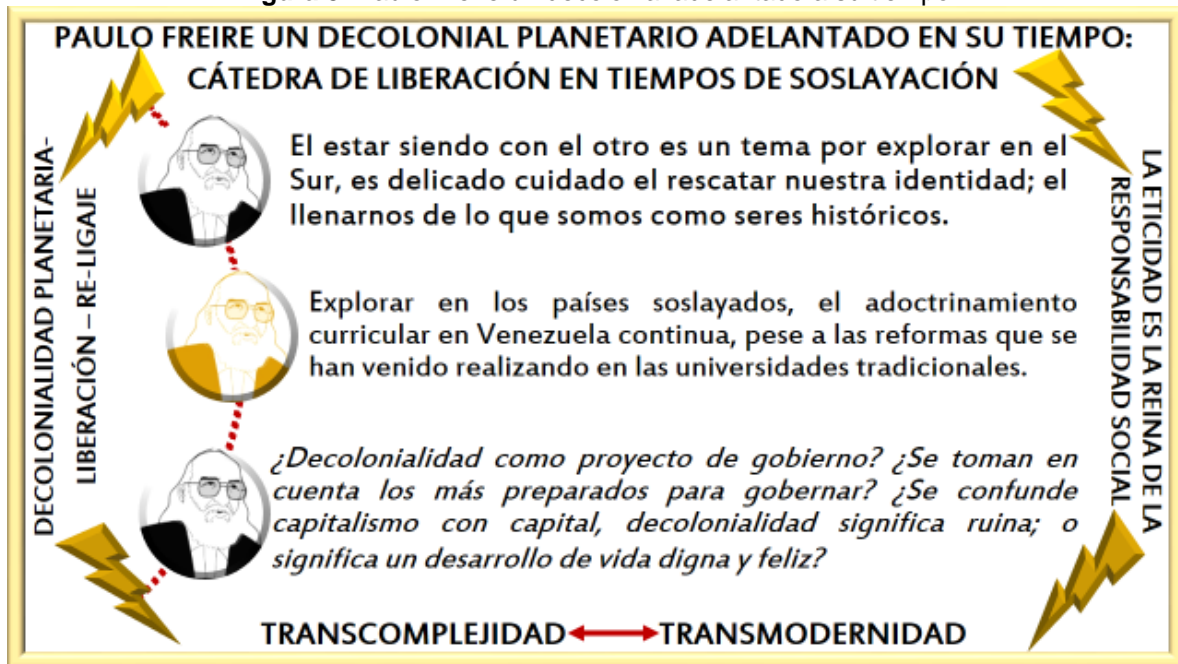 PAULO FREIRE UN DECOLONIAL PLANETARIO ADELANTADO EN SU TIEMPO:
CÁTEDRA DE LIBERACIÓN EN TIEMPOS DE SOSLAYACIÓN
DECOLONIALIDAD PLANETARIA-
LIBERACIÓN – RE-LIGAJE
El estar siendo con el otro es un tema por explorar en el
Sur, es delicado cuidado el rescatar nuestra identidad; el
llenarnos de lo que somos como seres históricos.
Explorar en los países soslayados, el adoctrinamiento
curricular en Venezuela continua, pese a las reformas que se
han venido realizando en las universidades tradicionales.
¿Decolonialidad como proyecto de gobierno? ¿Se toman en
cuenta los más preparados para gobernar? ¿Se confunde
capitalismo con capital, decolonialidad significa ruina; o
significa un desarrollo de vida digna y feliz?
LA ETICIDAD ES LA REINA DE LA
RESPONSABILIDAD SOCIAL
TRANSCOMPLEJIDAD TRANSMODERNIDAD